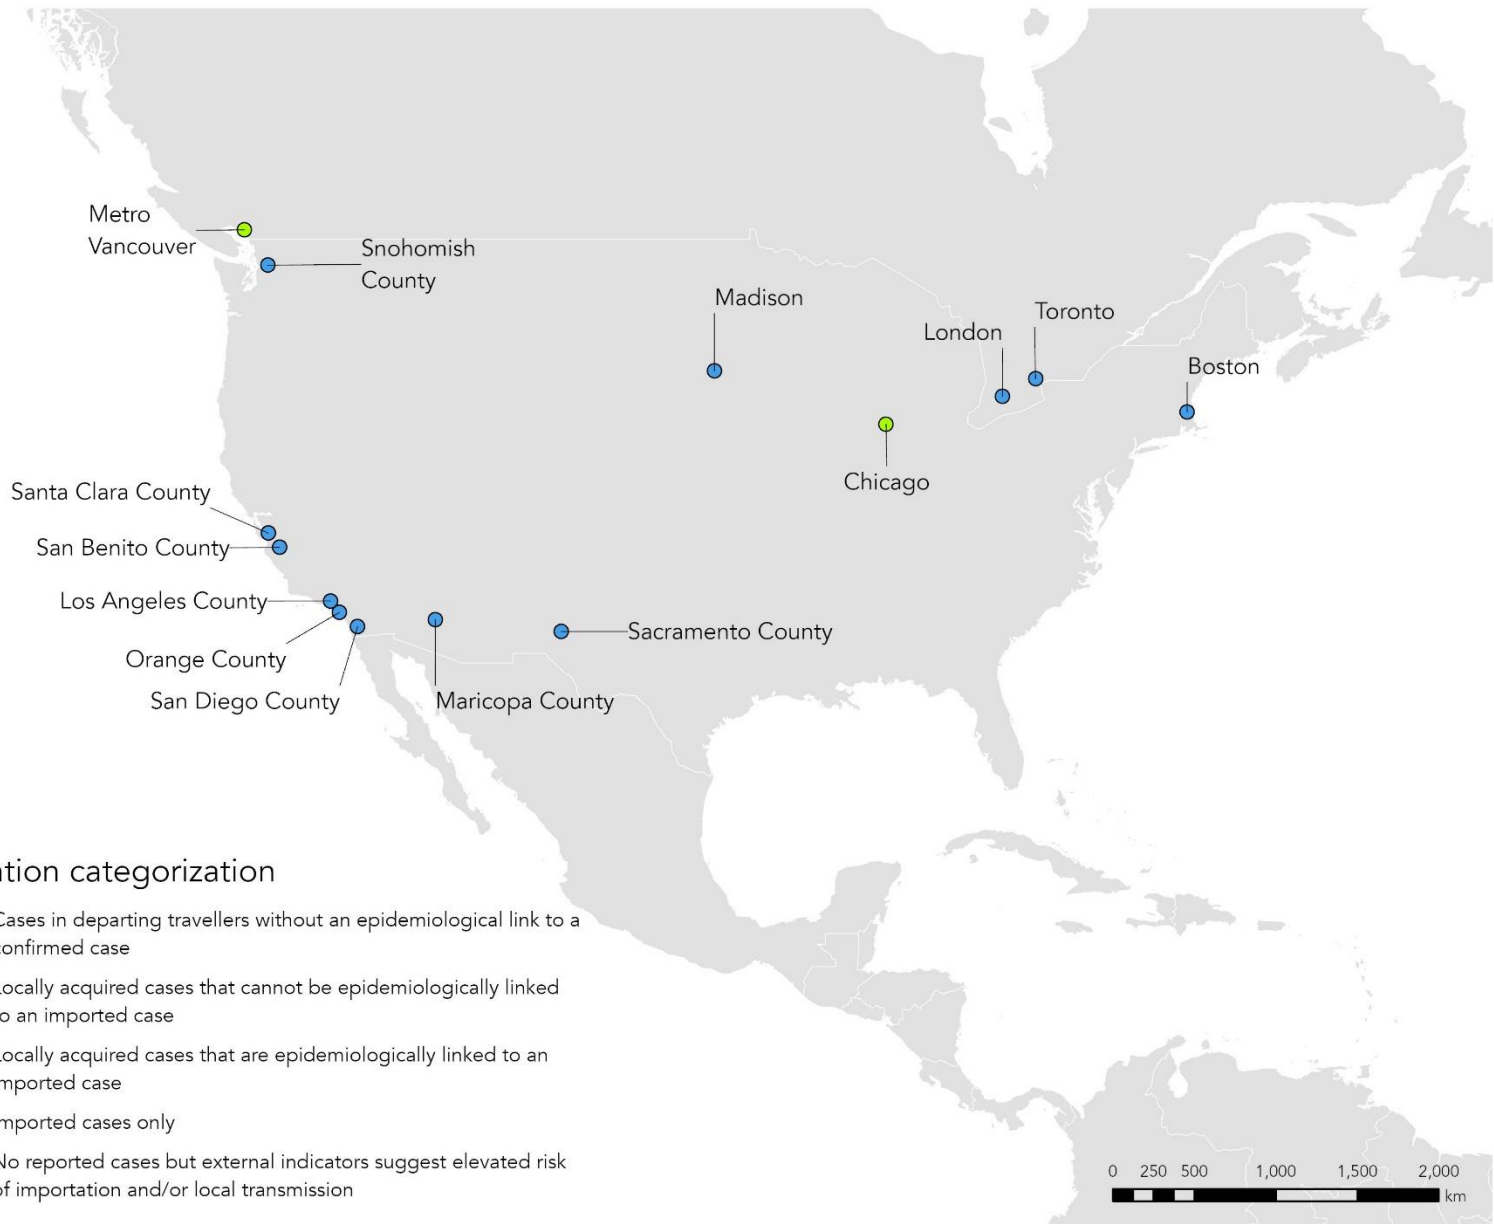 Metro
Vancouver
Snohomish
County
Madison
London
Toronto
Boston
Chicago
Santa Clara County
San Benito County
Los Angeles County
Orange County
San Diego County
Maricopa County
Sacramento County
ation categorization
Cases in departing travellers without an epidemiological link to a
confirmed case
Locally acquired cases that cannot be epidemiologically linked
to an imported case
Locally acquired cases that are epidemiologically linked to an
imported case
Imported cases only
No reported cases but external indicators suggest elevated risk
of importation and/or local transmission
0 250 500 1,000 1,500 2,000
km